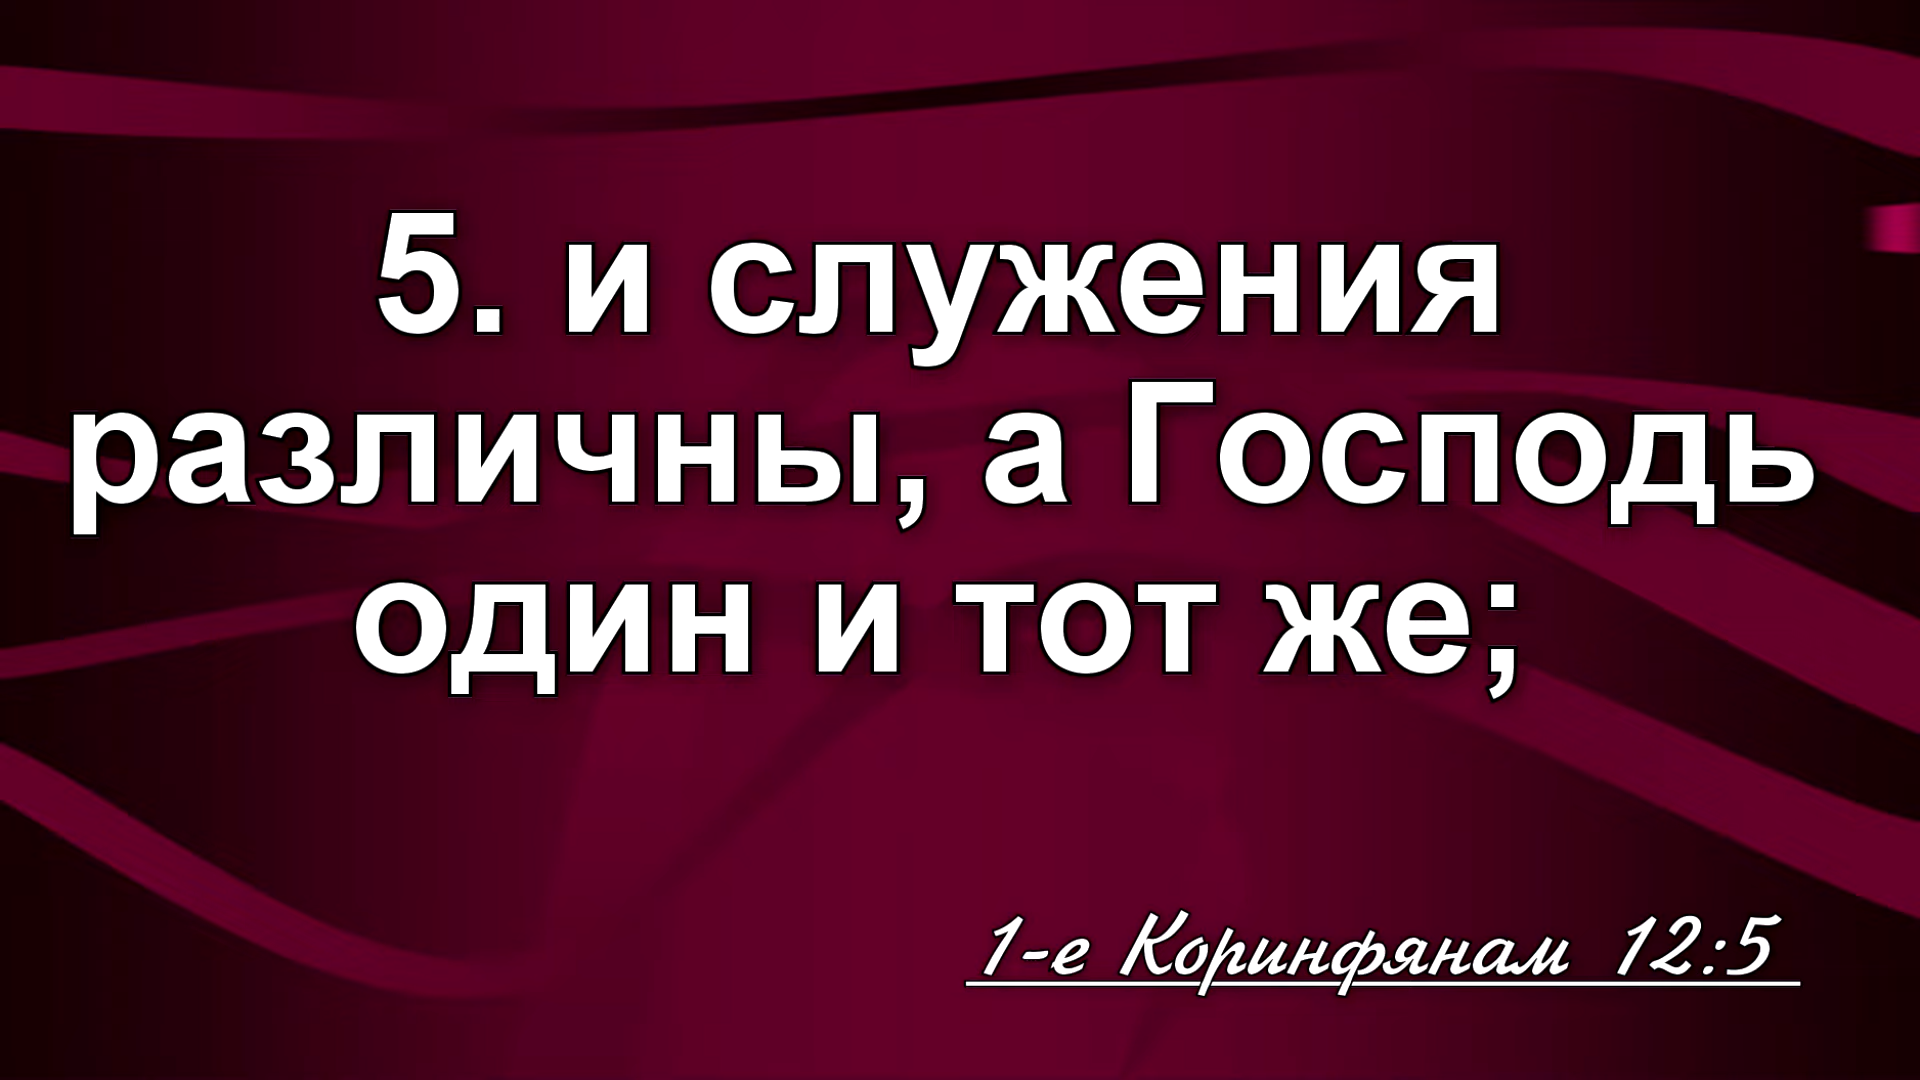 5. и служения
различны, а Господь
один и тот же;
1-е Коринфянам 12:5